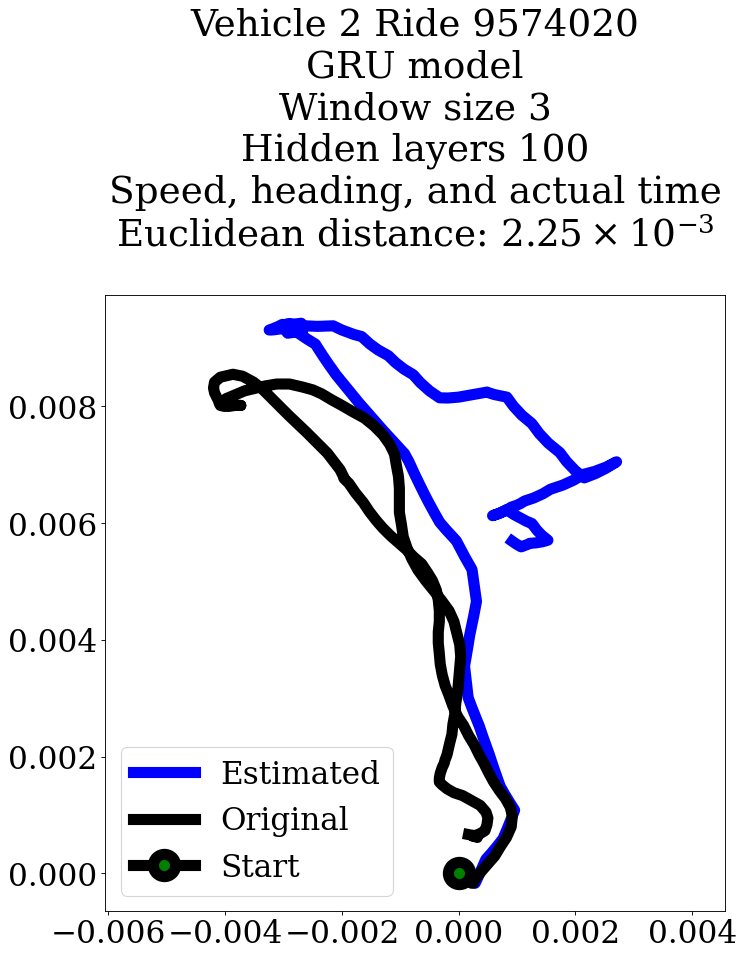 Vehicle 2 Ride 9574020
GRU model
Window size 3
Hidden layers 100
Speed, heading, and actual time
Euclidean distance: 2.25 × 10⁻³
0.008
0.006
0.004
0.002
0.000
Estimated
Original
Start
−0.006 −0.004 −0.002 0.000 0.002 0.004